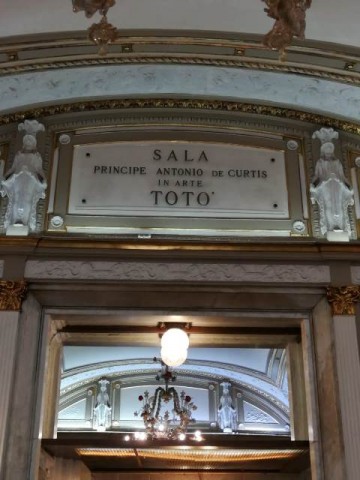 SALA
PRINCIPE ANTONIO DE CURTIS
IN ARTE
TOTO'